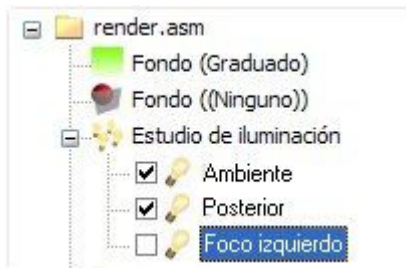 render.asm
Fondo (Graduado)
Fondo ((Ninguno))
Estudio de iluminación
Ambiente
Posterior
Foco izquierdo